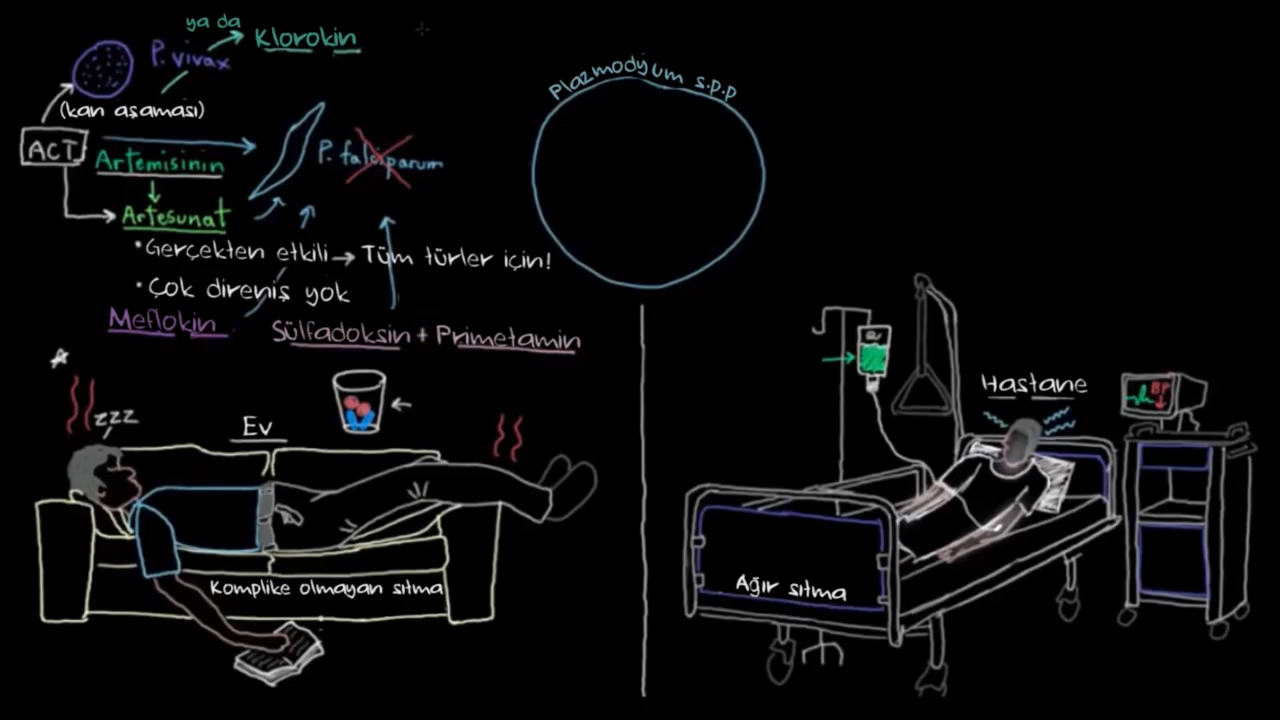 ya da
Klorokin
P. vivax
(kan aşaması)
ACT
Artemisinin
P. falciparum
Artesunat
•Gerçekten etkili → Tüm türler için!
•Çok direniş yok
Meflokin
Sülfadoksin + Primetamin
Plazmodyum s.p.p
zzz
Ev
Komplike olmayan sıtma
Hastane
BP
Ağır sıtma